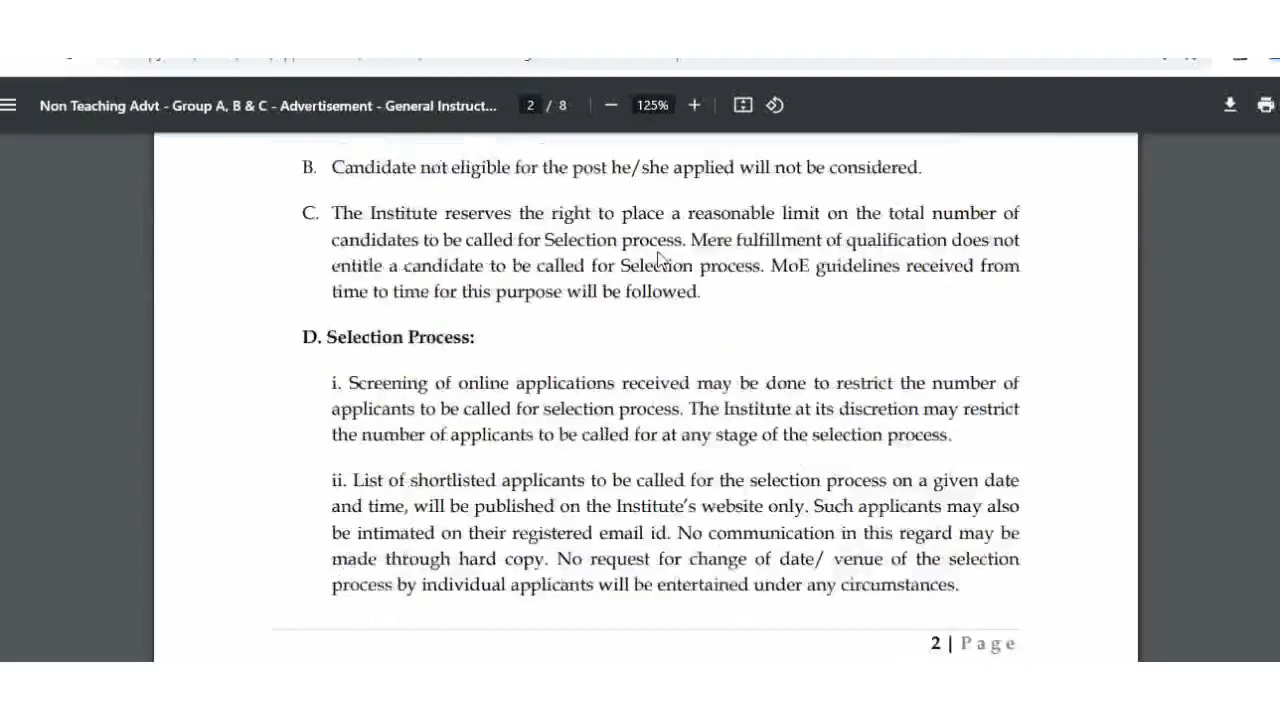 Non Teaching Advt - Group A, B & C - Advertisement - General Instruct... 2 / 8 125%
B. Candidate not eligible for the post he/she applied will not be considered.
C. The Institute reserves the right to place a reasonable limit on the total number of
candidates to be called for Selection process. Mere fulfillment of qualification does not
entitle a candidate to be called for Selection process. MoE guidelines received from
time to time for this purpose will be followed.
D. Selection Process:
i. Screening of online applications received may be done to restrict the number of
applicants to be called for selection process. The Institute at its discretion may restrict
the number of applicants to be called for at any stage of the selection process.
ii. List of shortlisted applicants to be called for the selection process on a given date
and time, will be published on the Institute's website only. Such applicants may also
be intimated on their registered email id. No communication in this regard may be
made through hard copy. No request for change of date/ venue of the selection
process by individual applicants will be entertained under any circumstances.
2 | Page